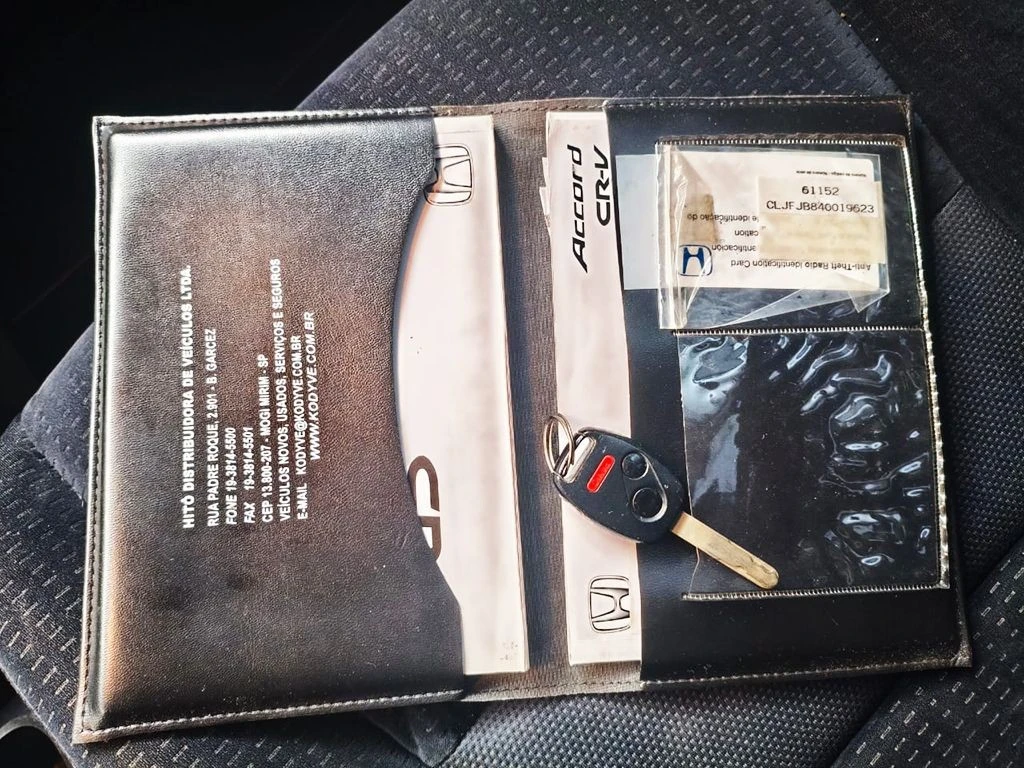 HITÔ DISTRIBUIDORA DE VEÍCULOS LTDA.
RUA PADRE ROQUE, 2.001 - B. GARCEZ
FONE 19-3814-5500
FAX 19-3814-5501
CEP 13.800-207 - MOGI MIRIM - SP
VEÍCULOS NOVOS, USADOS, SERVIÇOS E SEGUROS
E-MAIL KODYVE@KODYVE.COM.BR
WWW.KODYVE.COM.BR
Accord
CR-V
61152
CLJFJB840019623
Anti-Theft Radio Identification Card